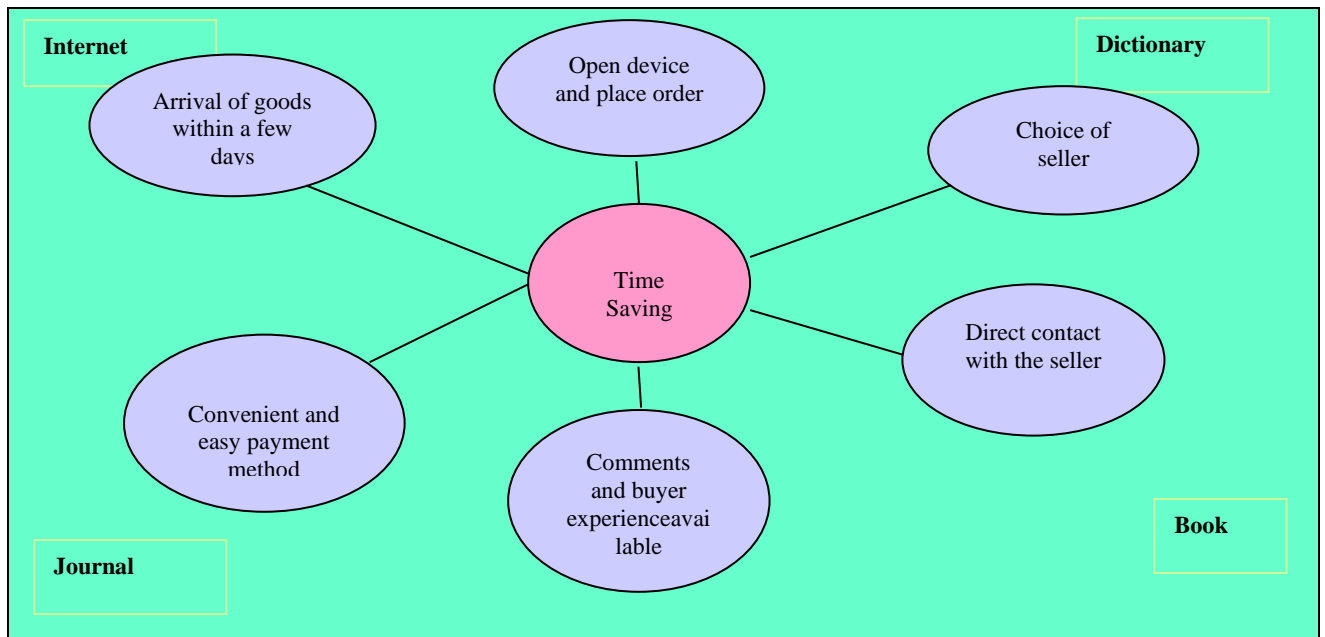 Internet
Dictionary
Open device
and place order
Arrival of goods
within a few
days
Choice of
seller
Time
Saving
Direct contact
with the seller
Convenient and
easy payment
method
Comments
and buyer
experienceavai
lable
Book
Journal